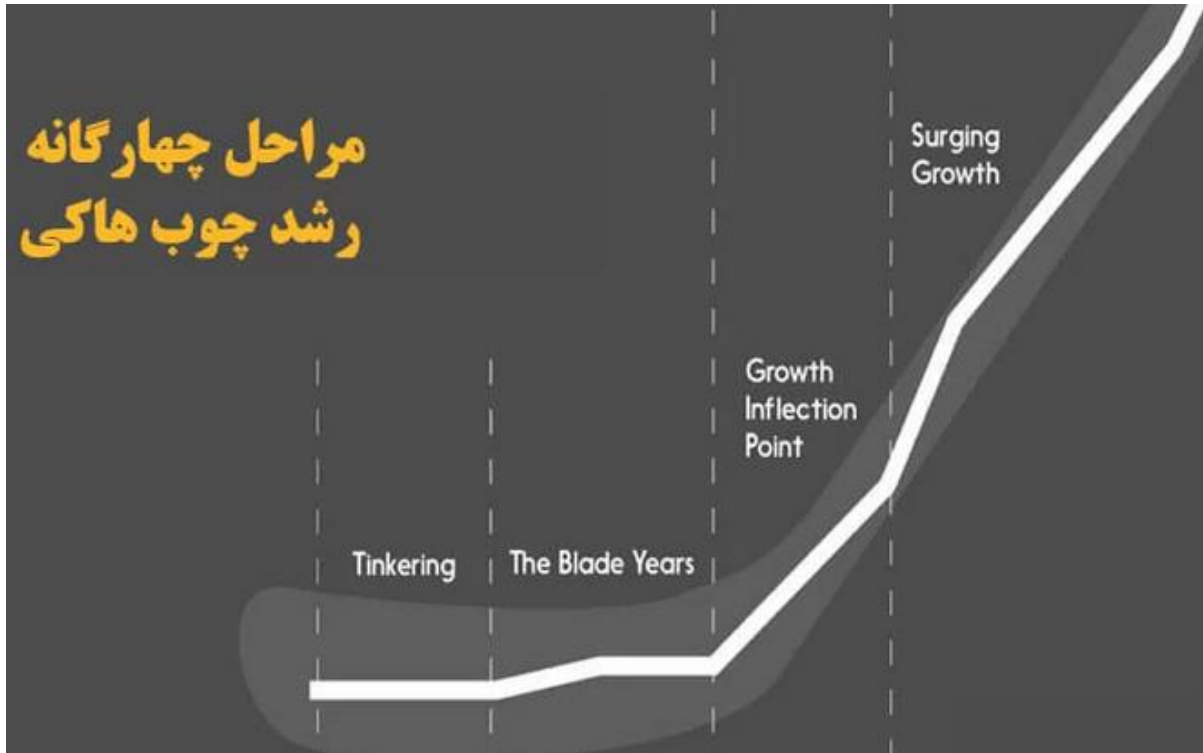 مراحل چهارگانه
رشد چوب هاکی
Surging
Growth
Growth
Inflection
Point
Tinkering
The Blade Years